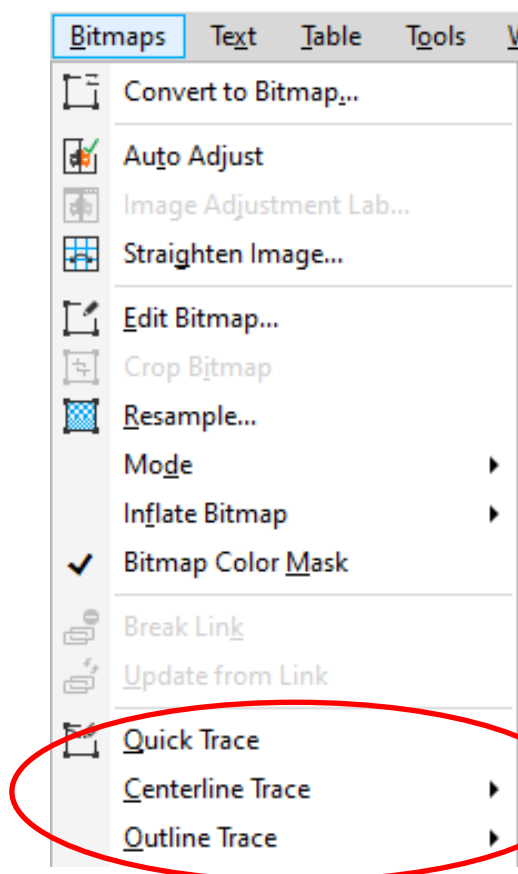 Bitmaps Text Table Tools
Convert to Bitmap...
Auto Adjust
Image Adjustment Lab...
Straighten Image...
Edit Bitmap...
Crop Bitmap
Resample...
Mode
Inflate Bitmap
Bitmap Color Mask
Break Link
Update from Link
Quick Trace
Centerline Trace
Outline Trace